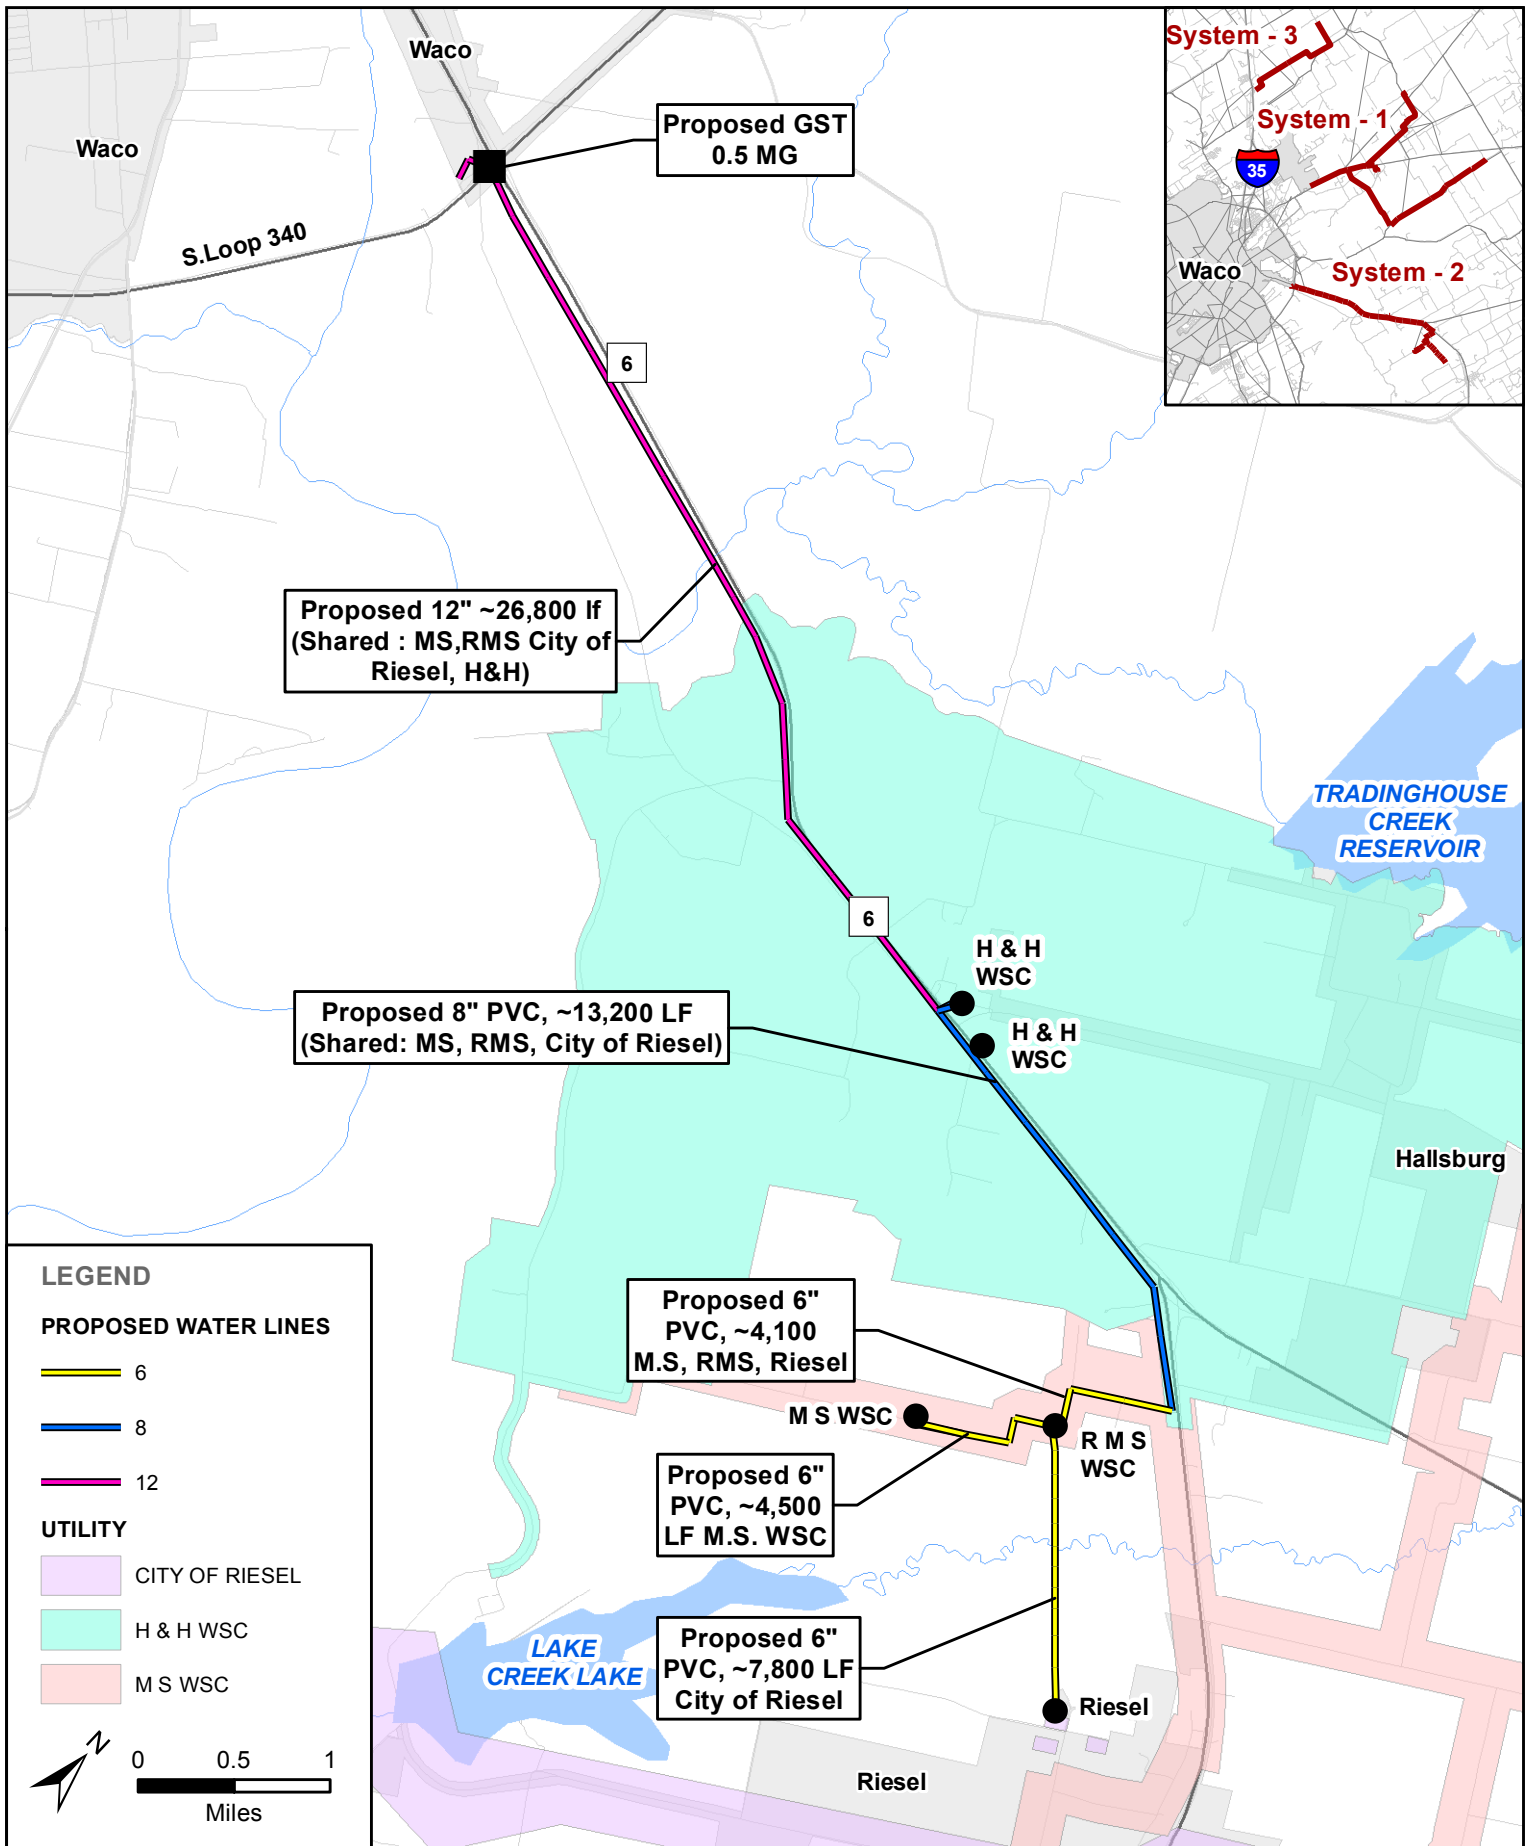 Waco
Waco
Proposed GST
0.5 MG
S.Loop 340
System - 3
System - 1
35
Waco
System - 2
6
Proposed 12" ~26,800 lf
(Shared : MS,RMS City of
Riesel, H&H)
TRADINGHOUSE
CREEK
RESERVOIR
6
H & H
WSC
Proposed 8" PVC, ~13,200 LF
(Shared: MS, RMS, City of Riesel)
H & H
WSC
Hallsburg
Proposed 6"
PVC, ~4,100
M.S, RMS, Riesel
M S WSC
R M S
WSC
Proposed 6"
PVC, ~4,500
LF M.S. WSC
LAKE
CREEK LAKE
Proposed 6"
PVC, ~7,800 LF
City of Riesel
Riesel
Riesel
LEGEND
PROPOSED WATER LINES
6
8
12
UTILITY
CITY OF RIESEL
H & H WSC
M S WSC
N
0 0.5 1
Miles